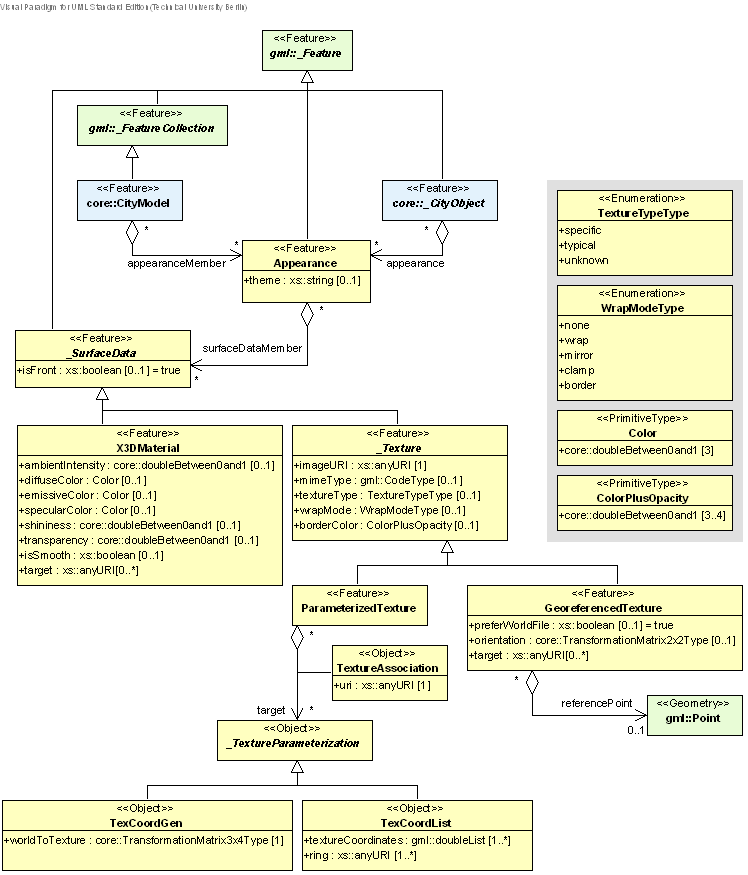 Visual Paradigm for UML Standard Edition(Technical University Berlin)
<<Feature>>
gml::_Feature
<<Feature>>
gml::_FeatureCollection
<<Feature>>
core::CityModel
<<Feature>>
core::_CityObject
*
*
*
*
appearanceMember
appearance
<<Feature>>
Appearance
+theme : xs::string [0..1]
*
surfaceDataMember
*
<<Feature>>
_SurfaceData
+isFront : xs::boolean [0..1] = true
<<Enumeration>>
TextureTypeType
+specific
+typical
+unknown
<<Enumeration>>
WrapModeType
+none
+wrap
+mirror
+clamp
+border
<<PrimitiveType>>
Color
+core::doubleBetween0and1 [3]
<<PrimitiveType>>
ColorPlusOpacity
+core::doubleBetween0and1 [3..4]
<<Feature>>
X3DMaterial
+ambientIntensity : core::doubleBetween0and1 [0..1]
+diffuseColor : Color [0..1]
+emissiveColor : Color [0..1]
+specularColor : Color [0..1]
+shininess : core::doubleBetween0and1 [0..1]
+transparency : core::doubleBetween0and1 [0..1]
+isSmooth : xs::boolean [0..1]
+target : xs::anyURI[0..*]
<<Feature>>
_Texture
+imageURI : xs::anyURI [1]
+mimeType : gml::CodeType [0..1]
+textureType : TextureTypeType [0..1]
+wrapMode : WrapModeType [0..1]
+borderColor : ColorPlusOpacity [0..1]
<<Feature>>
ParameterizedTexture
*
<<Feature>>
GeoreferencedTexture
+preferWorldFile : xs::boolean [0..1] = true
+orientation : core::TransformationMatrix2x2Type [0..1]
+target : xs::anyURI[0..*]
*
referencePoint
0..1
<<Geometry>>
gml::Point
<<Object>>
TextureAssociation
+uri : xs::anyURI [1]
target
*
<<Object>>
_TextureParameterization
<<Object>>
TexCoordGen
+worldToTexture : core::TransformationMatrix3x4Type [1]
<<Object>>
TexCoordList
+textureCoordinates : gml::doubleList [1..*]
+ring : xs::anyURI [1..*]